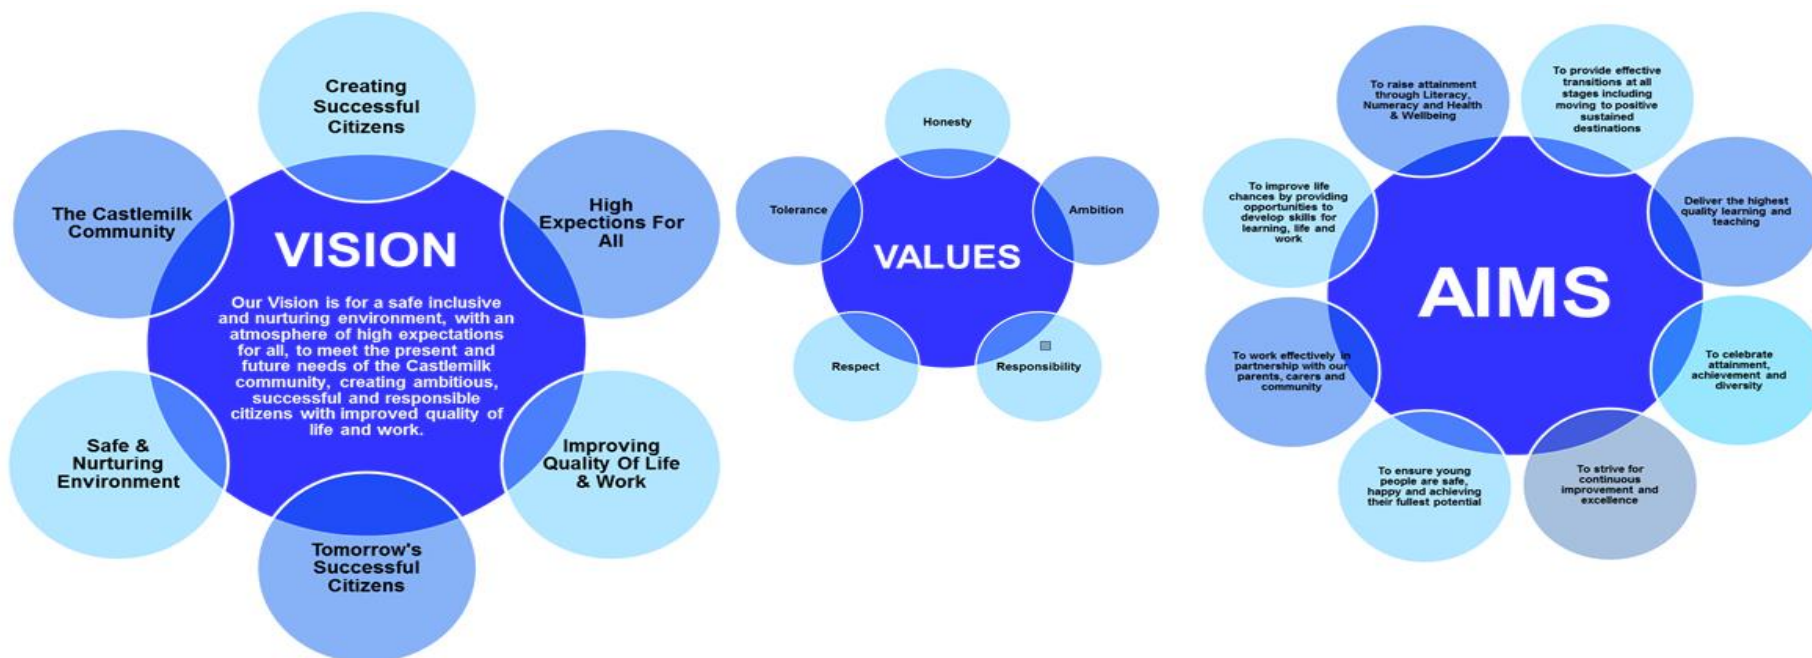 Creating
Successful
Citizens
The Castlemilk
Community
High
Expections For
All
VISION
Our Vision is for a safe inclusive
and nurturing environment, with an
atmosphere of high expectations
for all, to meet the present and
future needs of the Castlemilk
community, creating ambitious,
successful and responsible
citizens with improved quality of
life and work.
Safe &
Nurturing
Environment
Improving
Quality Of Life
& Work
Tomorrow's
Successful
Citizens
Honesty
Tolerance
Ambition
VALUES
Respect
Responsibility
To raise attainment
through Literacy,
Numeracy and Health
& Wellbeing
To provide effective
transitions at all
stages including
moving to positive
sustained
destinations
To improve life
chances by providing
opportunities to
develop skills for
learning, life and
work
Deliver the highest
quality learning and
teaching
AIMS
To work effectively in
partnership with our
parents, carers and
community
To celebrate
attainment,
achievement and
diversity
To ensure young
people are safe,
happy and achieving
their fullest potential
To strive for
continuous
improvement and
excellence